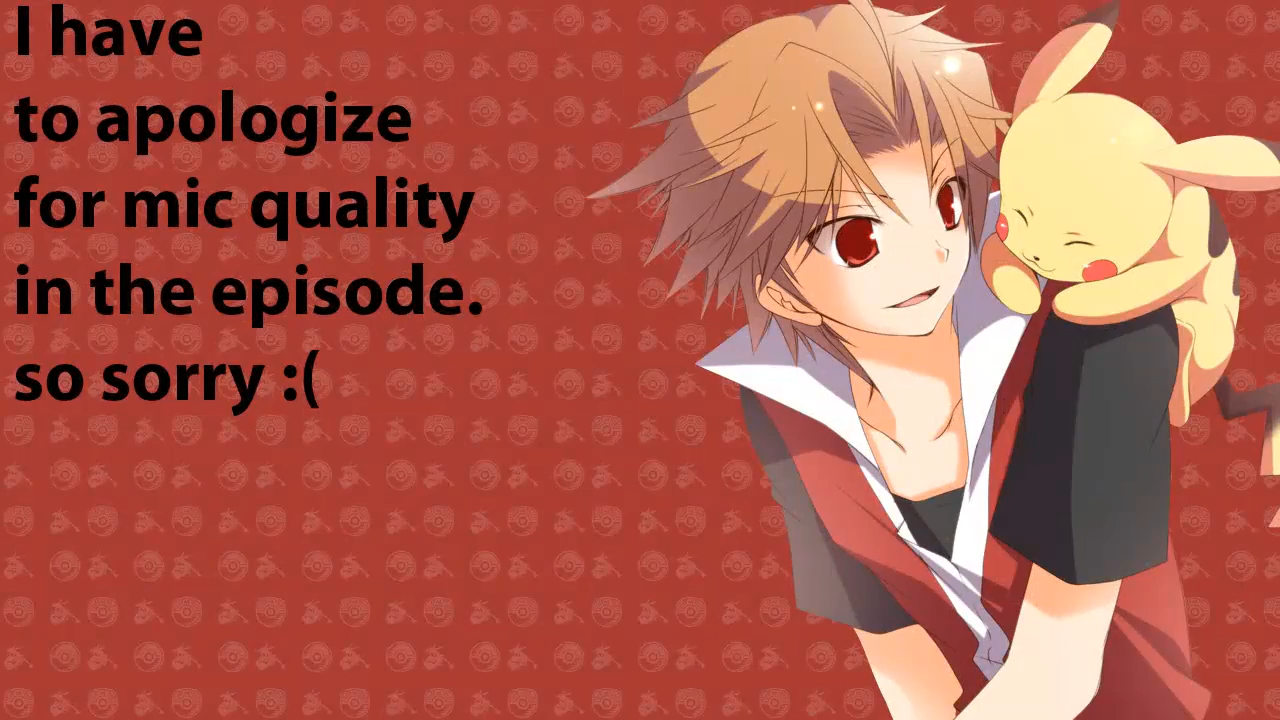 I have
to apologize
for mic quality
in the episode.
so sorry :(